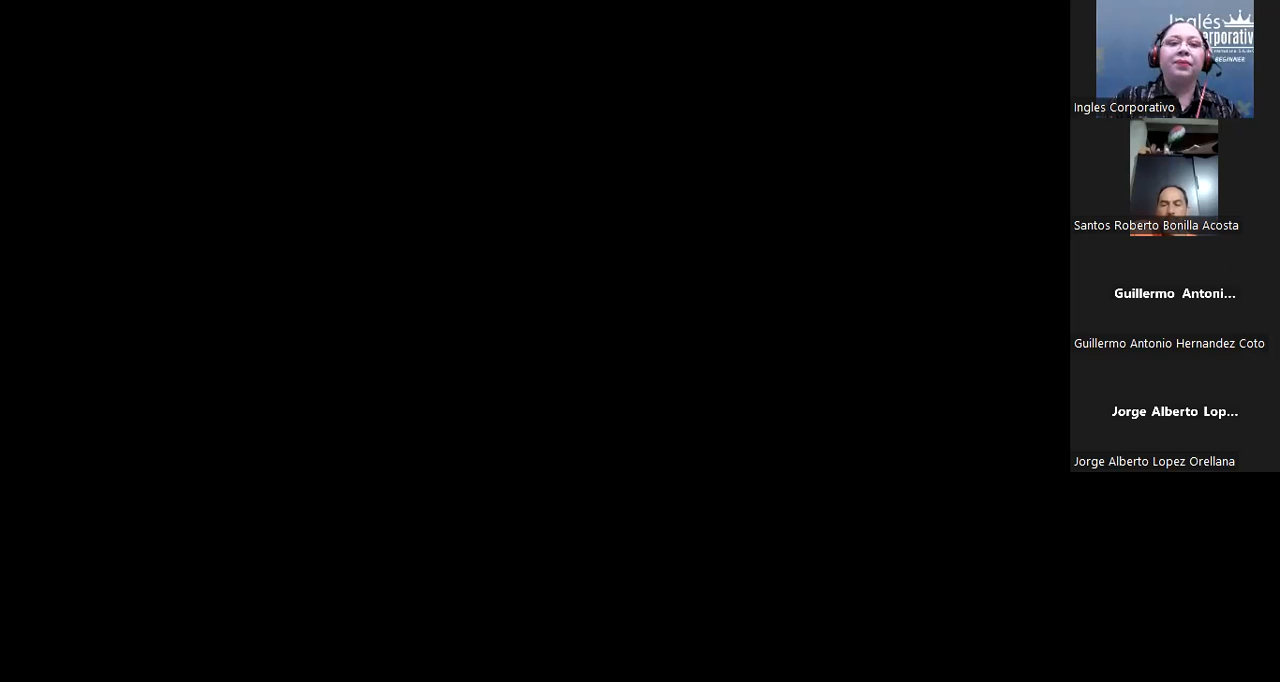 Inglés
BEGINNER
Ingles Corporativo
Santos Roberto Bonilla Acosta
Guillermo Antoni...
Guillermo Antonio Hernandez Coto
Jorge Alberto Lop...
Jorge Alberto Lopez Orellana